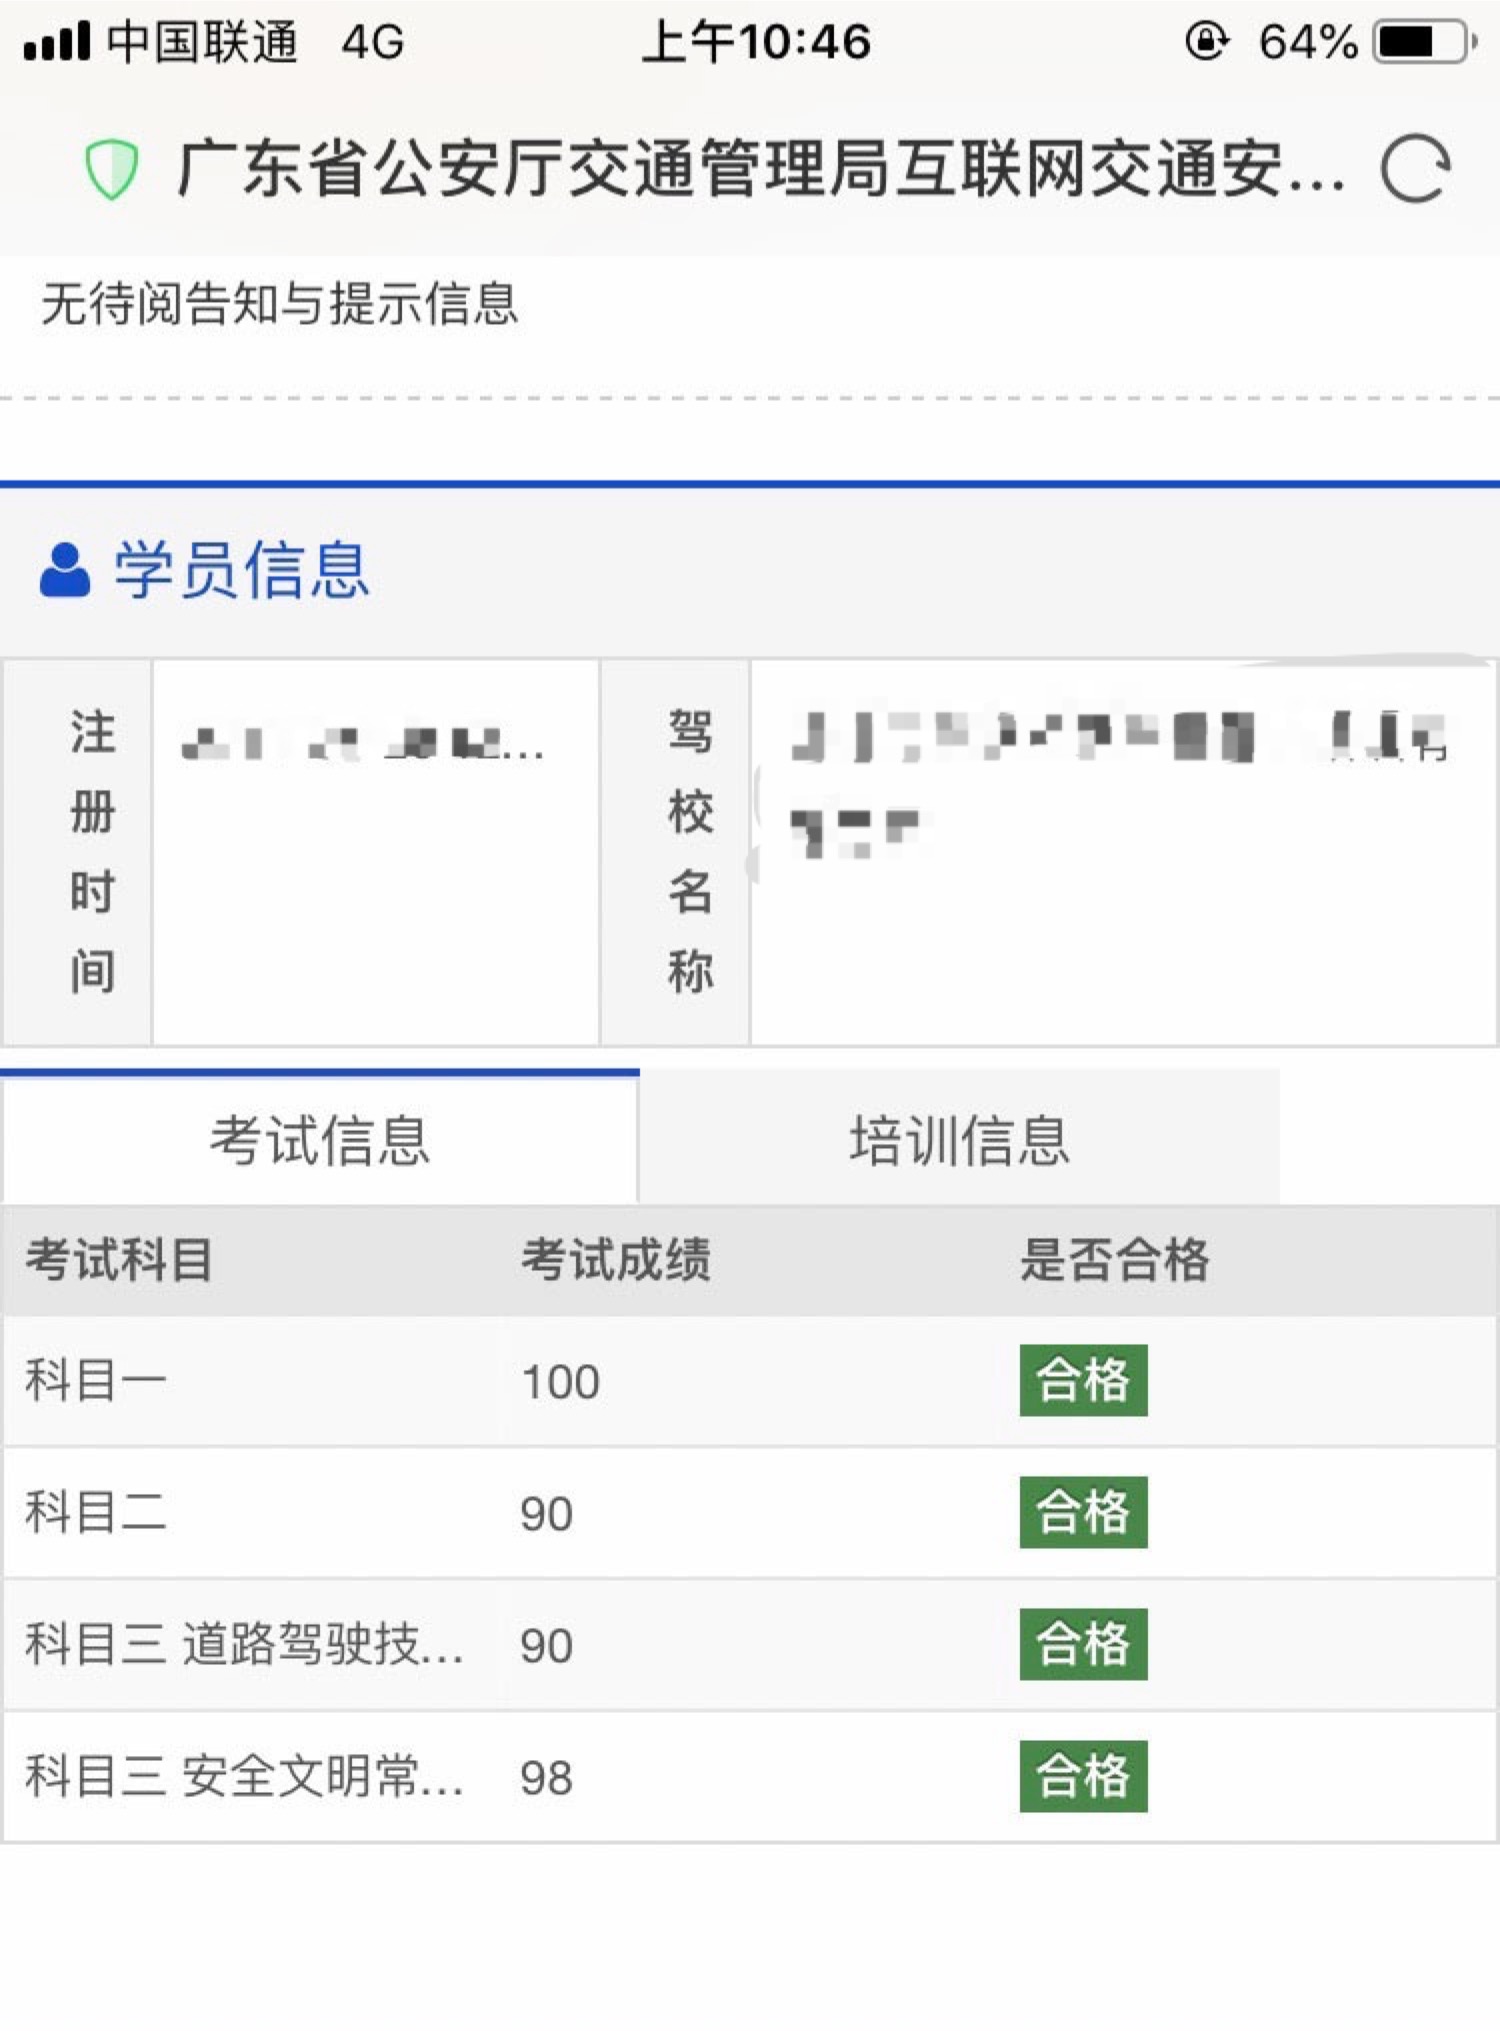 中国联通 4G 上午10:46 64%
广东省公安厅交通管理局互联网交通安...
无待阅告知与提示信息
学员信息
注册时间
驾校名称
考试信息 培训信息
考试科目 考试成绩 是否合格
科目一 100 合格
科目二 90 合格
科目三 道路驾驶技... 90 合格
科目三 安全文明常... 98 合格